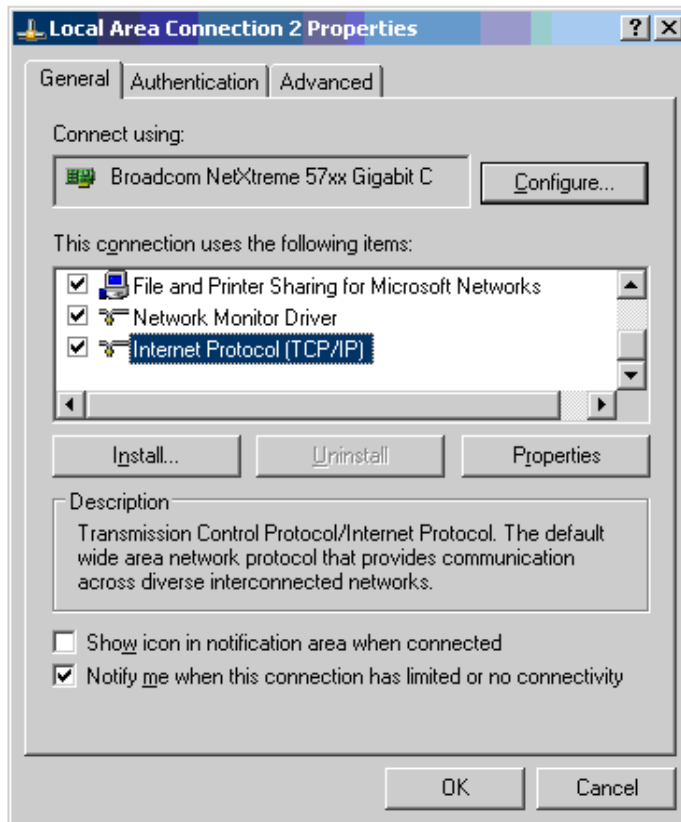 Local Area Connection 2 Properties
General Authentication Advanced
Connect using:
Broadcom NetXtreme 57xx Gigabit C
Configure...
This connection uses the following items:
File and Printer Sharing for Microsoft Networks
Network Monitor Driver
Internet Protocol (TCP/IP)
Install... Uninstall Properties
Description
Transmission Control Protocol/Internet Protocol. The default
wide area network protocol that provides communication
across diverse interconnected networks.
Show icon in notification area when connected
Notify me when this connection has limited or no connectivity
OK Cancel